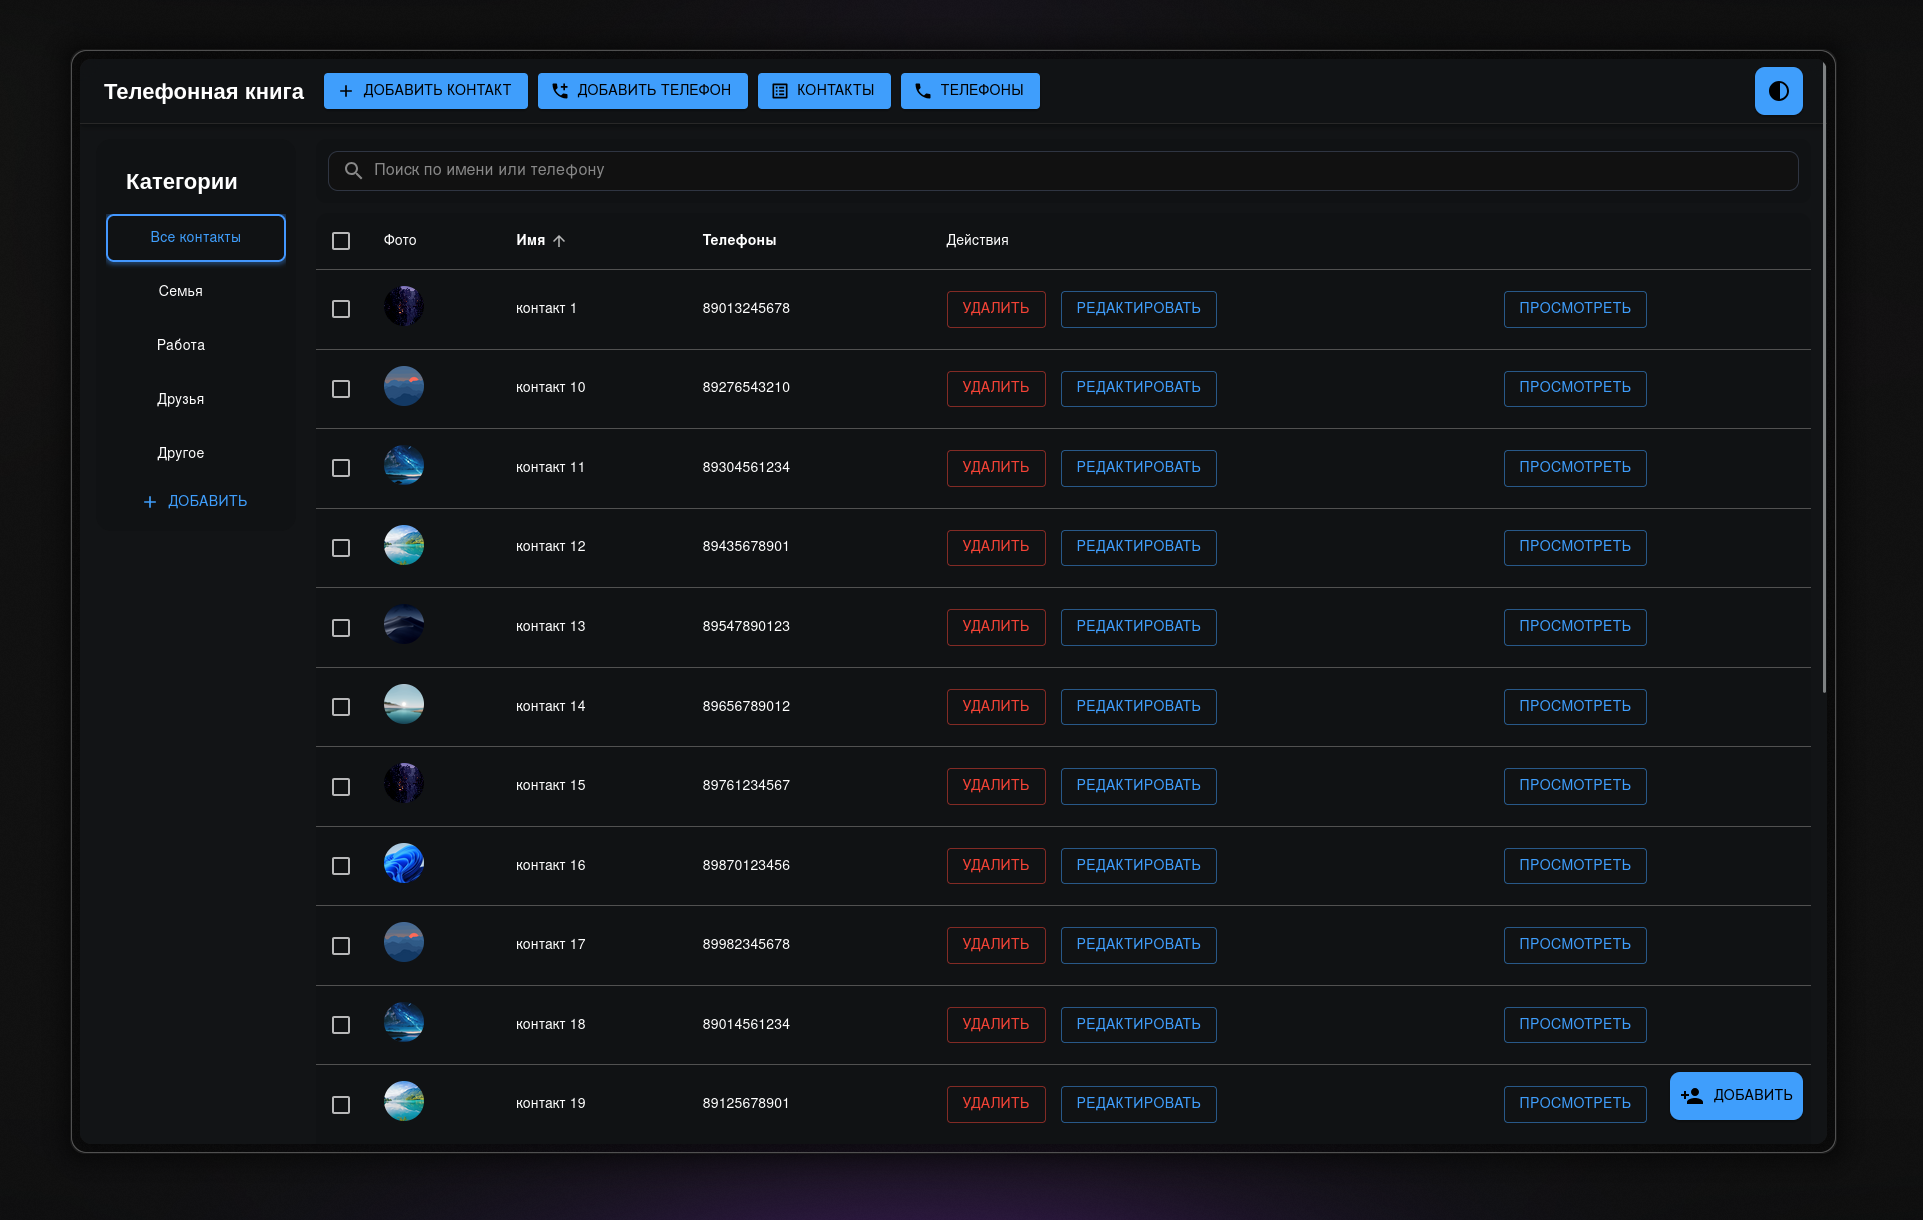 Телефонная книга ДОБАВИТЬ КОНТАКТ ДОБАВИТЬ ТЕЛЕФОН КОНТАКТЫ ТЕЛЕФОНЫ
Категории
Все контакты
Семья
Работа
Друзья
Другое
ДОБАВИТЬ
Поиск по имени или телефону
Фото Имя Телефоны Действия
контакт 1 89013245678 УДАЛИТЬ РЕДАКТИРОВАТЬ ПРОСМОТРЕТЬ
контакт 10 89276543210 УДАЛИТЬ РЕДАКТИРОВАТЬ ПРОСМОТРЕТЬ
контакт 11 89304561234 УДАЛИТЬ РЕДАКТИРОВАТЬ ПРОСМОТРЕТЬ
контакт 12 89435678901 УДАЛИТЬ РЕДАКТИРОВАТЬ ПРОСМОТРЕТЬ
контакт 13 89547890123 УДАЛИТЬ РЕДАКТИРОВАТЬ ПРОСМОТРЕТЬ
контакт 14 89656789012 УДАЛИТЬ РЕДАКТИРОВАТЬ ПРОСМОТРЕТЬ
контакт 15 89761234567 УДАЛИТЬ РЕДАКТИРОВАТЬ ПРОСМОТРЕТЬ
контакт 16 89870123456 УДАЛИТЬ РЕДАКТИРОВАТЬ ПРОСМОТРЕТЬ
контакт 17 89982345678 УДАЛИТЬ РЕДАКТИРОВАТЬ ПРОСМОТРЕТЬ
контакт 18 89014561234 УДАЛИТЬ РЕДАКТИРОВАТЬ ПРОСМОТРЕТЬ
контакт 19 89125678901 УДАЛИТЬ РЕДАКТИРОВАТЬ ПРОСМОТРЕТЬ
ДОБАВИТЬ